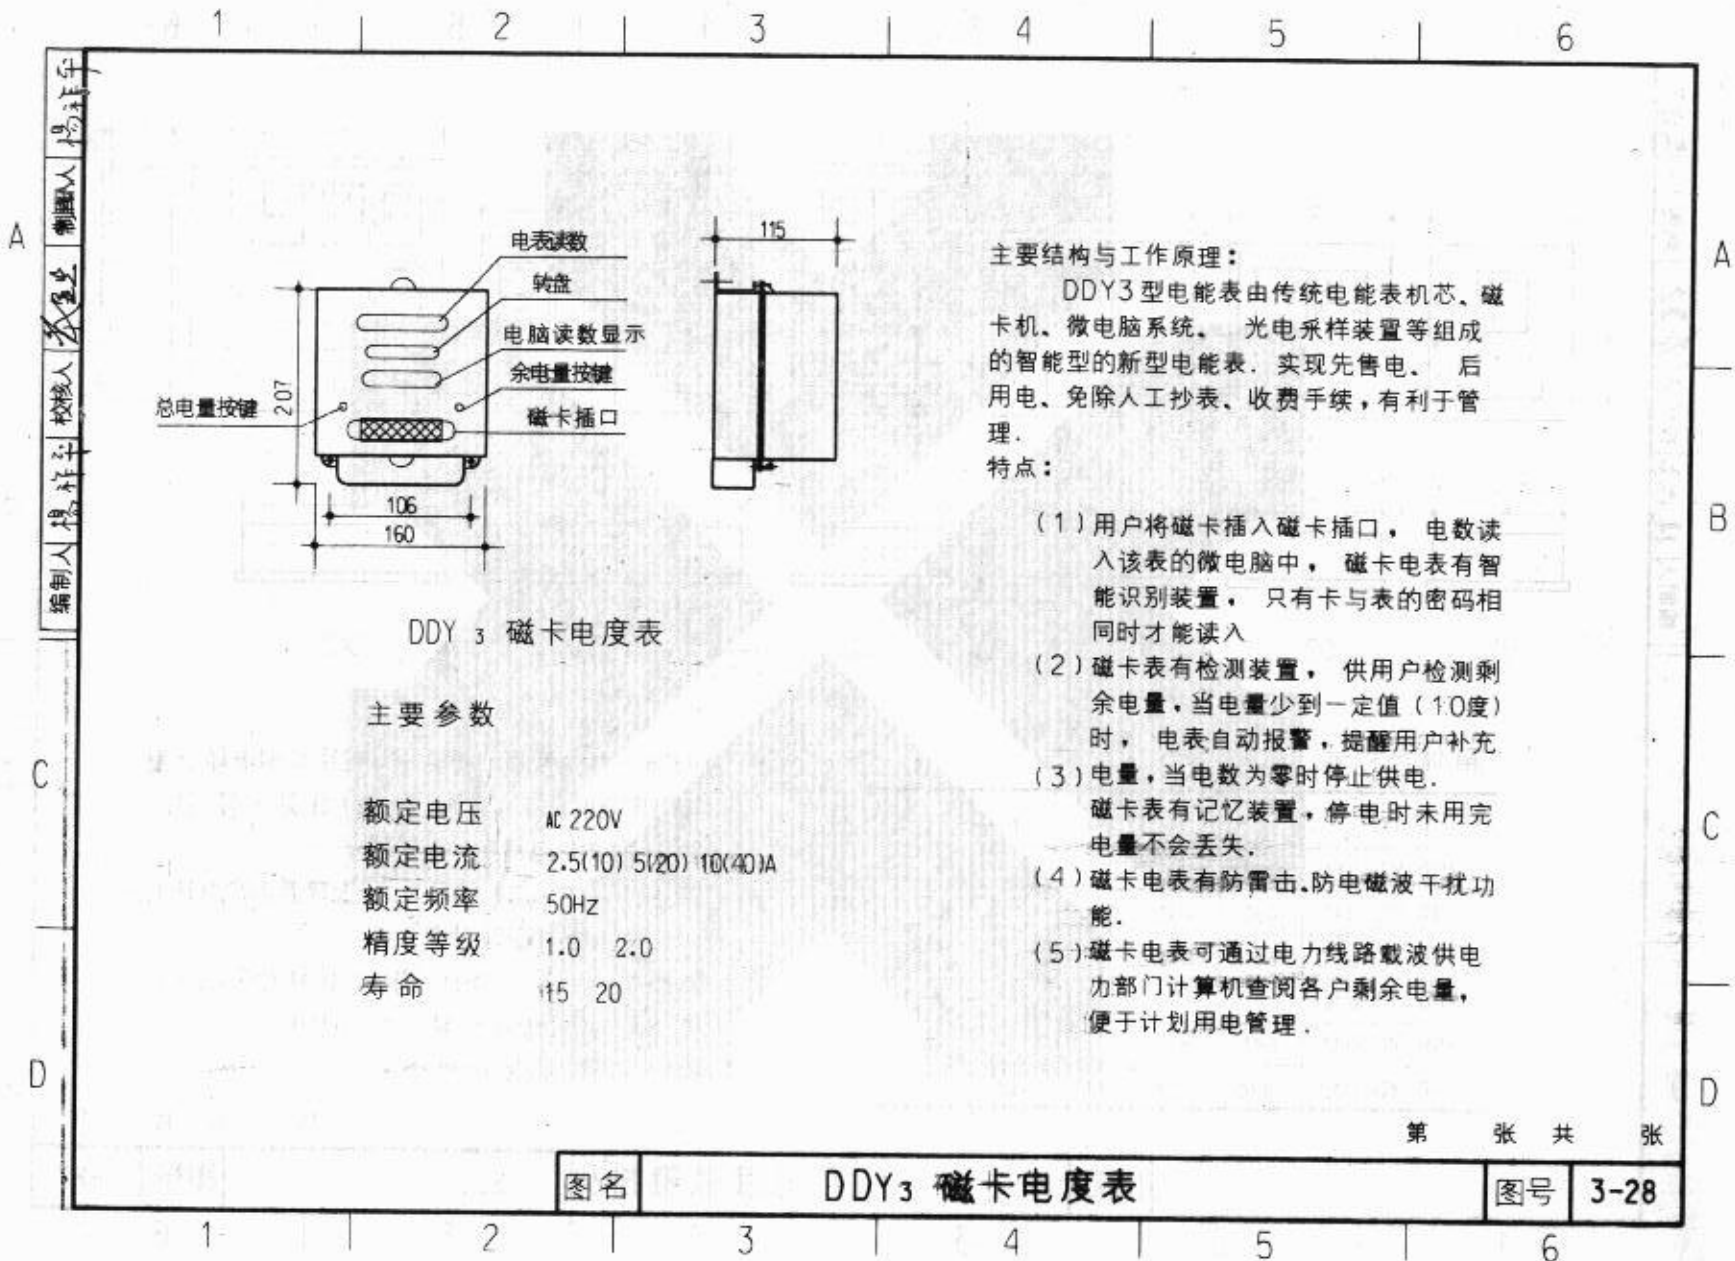 1 2 3 4 5 6
A
B
C
D
A
C
D
制图人
校核人
编制人
电表读数
转盘
电脑读数显示
余电量按键
磁卡插口
总电量按键
207
106
160
115
DDY 3 磁卡电度表
主要参数
额定电压 AC 220V
额定电流 2.5(10) 5(20) 10(40)A
额定频率 50Hz
精度等级 1.0 2.0
寿命 15 20
主要结构与工作原理:
DDY3型电能表由传统电能表机芯、磁
卡机、微电脑系统、 光电采样装置等组成
的智能型的新型电能表. 实现先售电、 后
用电、免除人工抄表、收费手续,有利于管
理.
特点:
(1)用户将磁卡插入磁卡插口, 电数读
入该表的微电脑中, 磁卡电表有智
能识别装置, 只有卡与表的密码相
同时才能读入
(2)磁卡表有检测装置, 供用户检测剩
余电量,当电量少到一定值(10度)
时, 电表自动报警,提醒用户补充
(3)电量,当电数为零时停止供电.
磁卡表有记忆装置,停电时未用完
电量不会丢失.
(4)磁卡电表有防雷击、防电磁波干扰功
能.
(5)磁卡电表可通过电力线路载波供电
力部门计算机查阅各户剩余电量,
便于计划用电管理.
第 张 共 张
图名 DDY3 磁卡电度表 图号 3-28
1 2 3 4 5 6